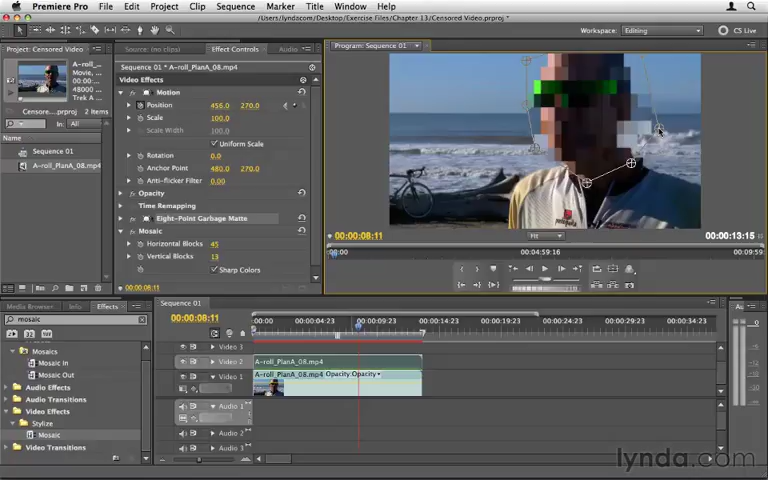 Premiere Pro File Edit Project Clip Sequence Marker Title Window Help
/Users/lyndacom/Desktop/Exercise Files/Chapter 13/Censored Video.prproj *
Workspace: Editing CS Live
Project: Censored Video
A-roll_PlanA_0...
Movie,
48000
Trek A
Censore... 2 Items
In: All
Name
Sequence 01
A-roll_PlanA_08.mp4
Source: (no clips) Effect Controls Audio
Sequence 01 * A-roll_PlanA_08.mp4
Video Effects
Motion
Position 456.0 270.0
Scale 100.0
Scale Width 100.0
Uniform Scale
Rotation 0.0
Anchor Point 480.0 270.0
Anti-flicker Filter 0.00
Opacity
Time Remapping
Eight-Point Garbage Matte
Mosaic
Horizontal Blocks 45
Vertical Blocks 13
Sharp Colors
00:00:08:11
Program: Sequence 01
00:00:08:11 Fit 00:00:13:15
00:00 00:04:59:16 00:09:59
Media Browser Info Effects
mosaic
Mosaics
Mosaic In
Mosaic Out
Audio Effects
Audio Transitions
Video Effects
Stylize
Mosaic
Video Transitions
Sequence 01
00:00:08:11
00:00 00:00:04:23 00:00:09:23 00:00:14:23 00:00:19:23 00:00:24:23 00:00:29:23 00:00:34:23
Video 3
Video 2 A-roll_PlanA_08.mp4
Video 1 A-roll_PlanA_08.mp4 Opacity:Opacity
Audio 1
Audio 2
Audio 3
Au
0
lynda.com